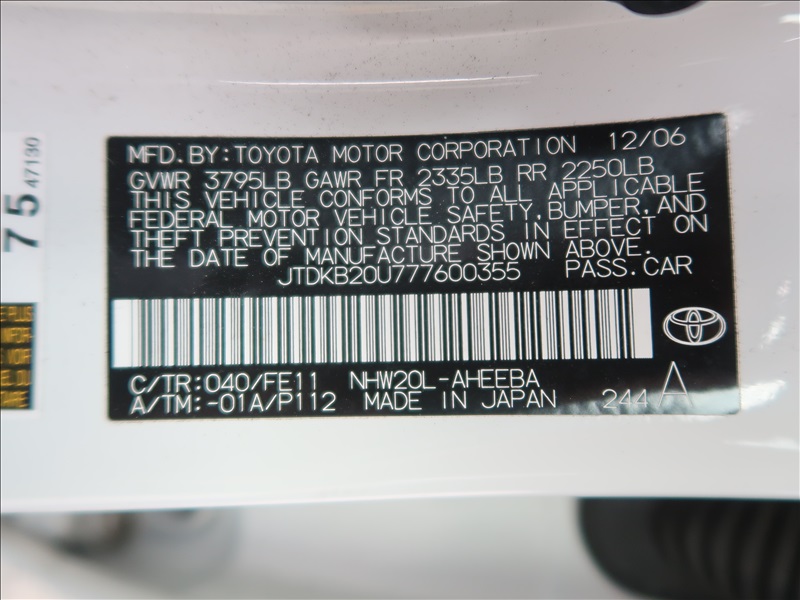 MFD.BY:TOYOTA MOTOR CORPORATION 12/06
GVWR 3795LB GAWR FR 2335LB RR 2250LB
THIS VEHICLE CONFORMS TO ALL APPLICABLE
FEDERAL MOTOR VEHICLE SAFETY,BUMPER,AND
THEFT PREVENTION STANDARDS IN EFFECT ON
THE DATE OF MANUFACTURE SHOWN ABOVE.
JTDKB20U777600355 PASS.CAR
C/TR:040/FE11 NHW20L-AHEEBA
A/TM:-01A/P112 MADE IN JAPAN 244 A
75
47130